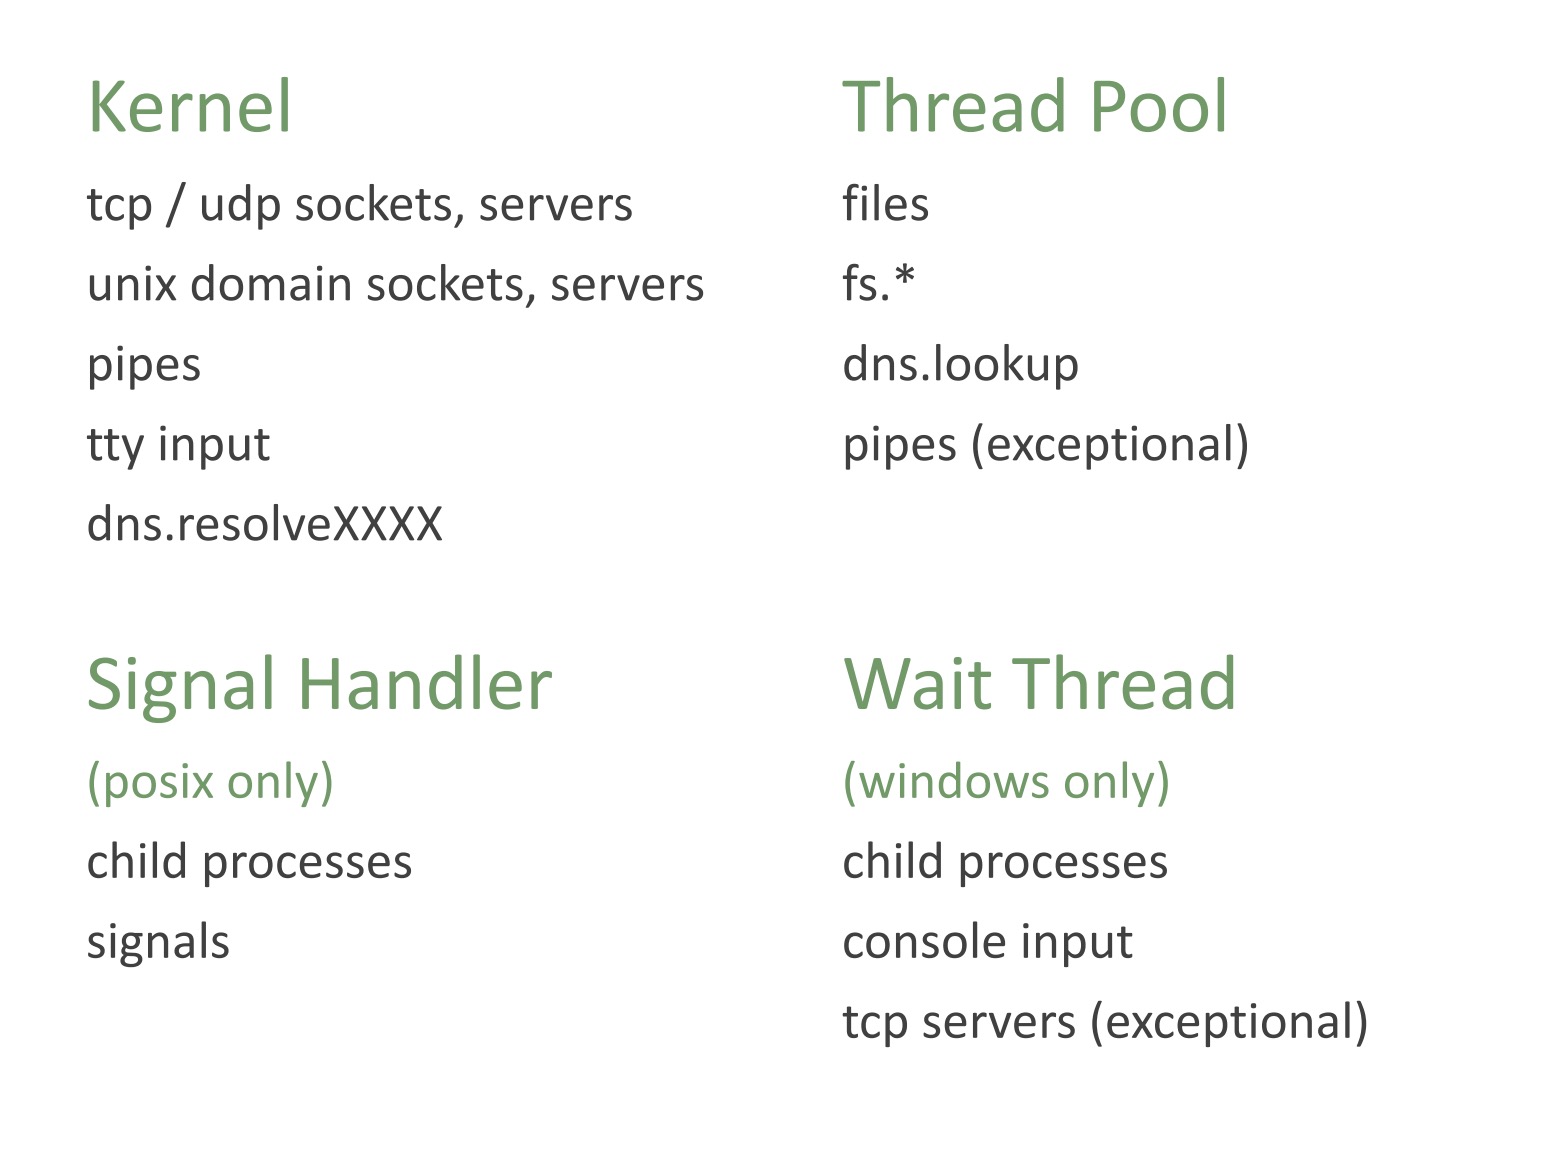 Kernel
tcp / udp sockets, servers
unix domain sockets, servers
pipes
tty input
dns.resolveXXXX
Thread Pool
files
fs.*
dns.lookup
pipes (exceptional)
Signal Handler
(posix only)
child processes
signals
Wait Thread
(windows only)
child processes
console input
tcp servers (exceptional)